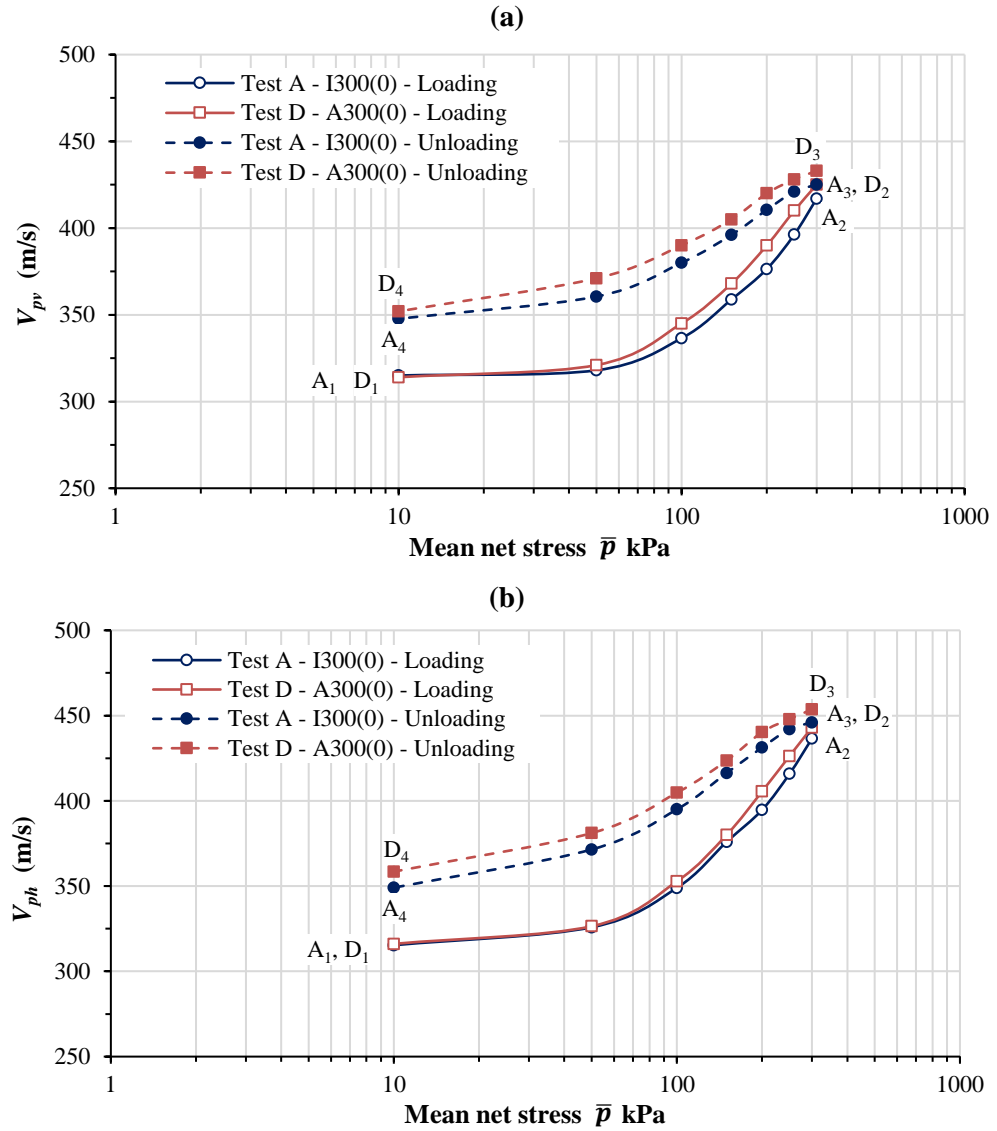 (a)
500
450
400
350
300
250
V_pv (m/s)
Test A - I300(0) - Loading
Test D - A300(0) - Loading
Test A - I300(0) - Unloading
Test D - A300(0) - Unloading
D₃
A₃, D₂
A₂
D₄
A₄
A₁ D₁
1
10
100
1000
Mean net stress p̅ kPa
(b)
500
450
400
350
300
250
V_ph (m/s)
Test A - I300(0) - Loading
Test D - A300(0) - Loading
Test A - I300(0) - Unloading
Test D - A300(0) - Unloading
D₃
A₃, D₂
A₂
D₄
A₄
A₁, D₁
1
10
100
1000
Mean net stress p̅ kPa